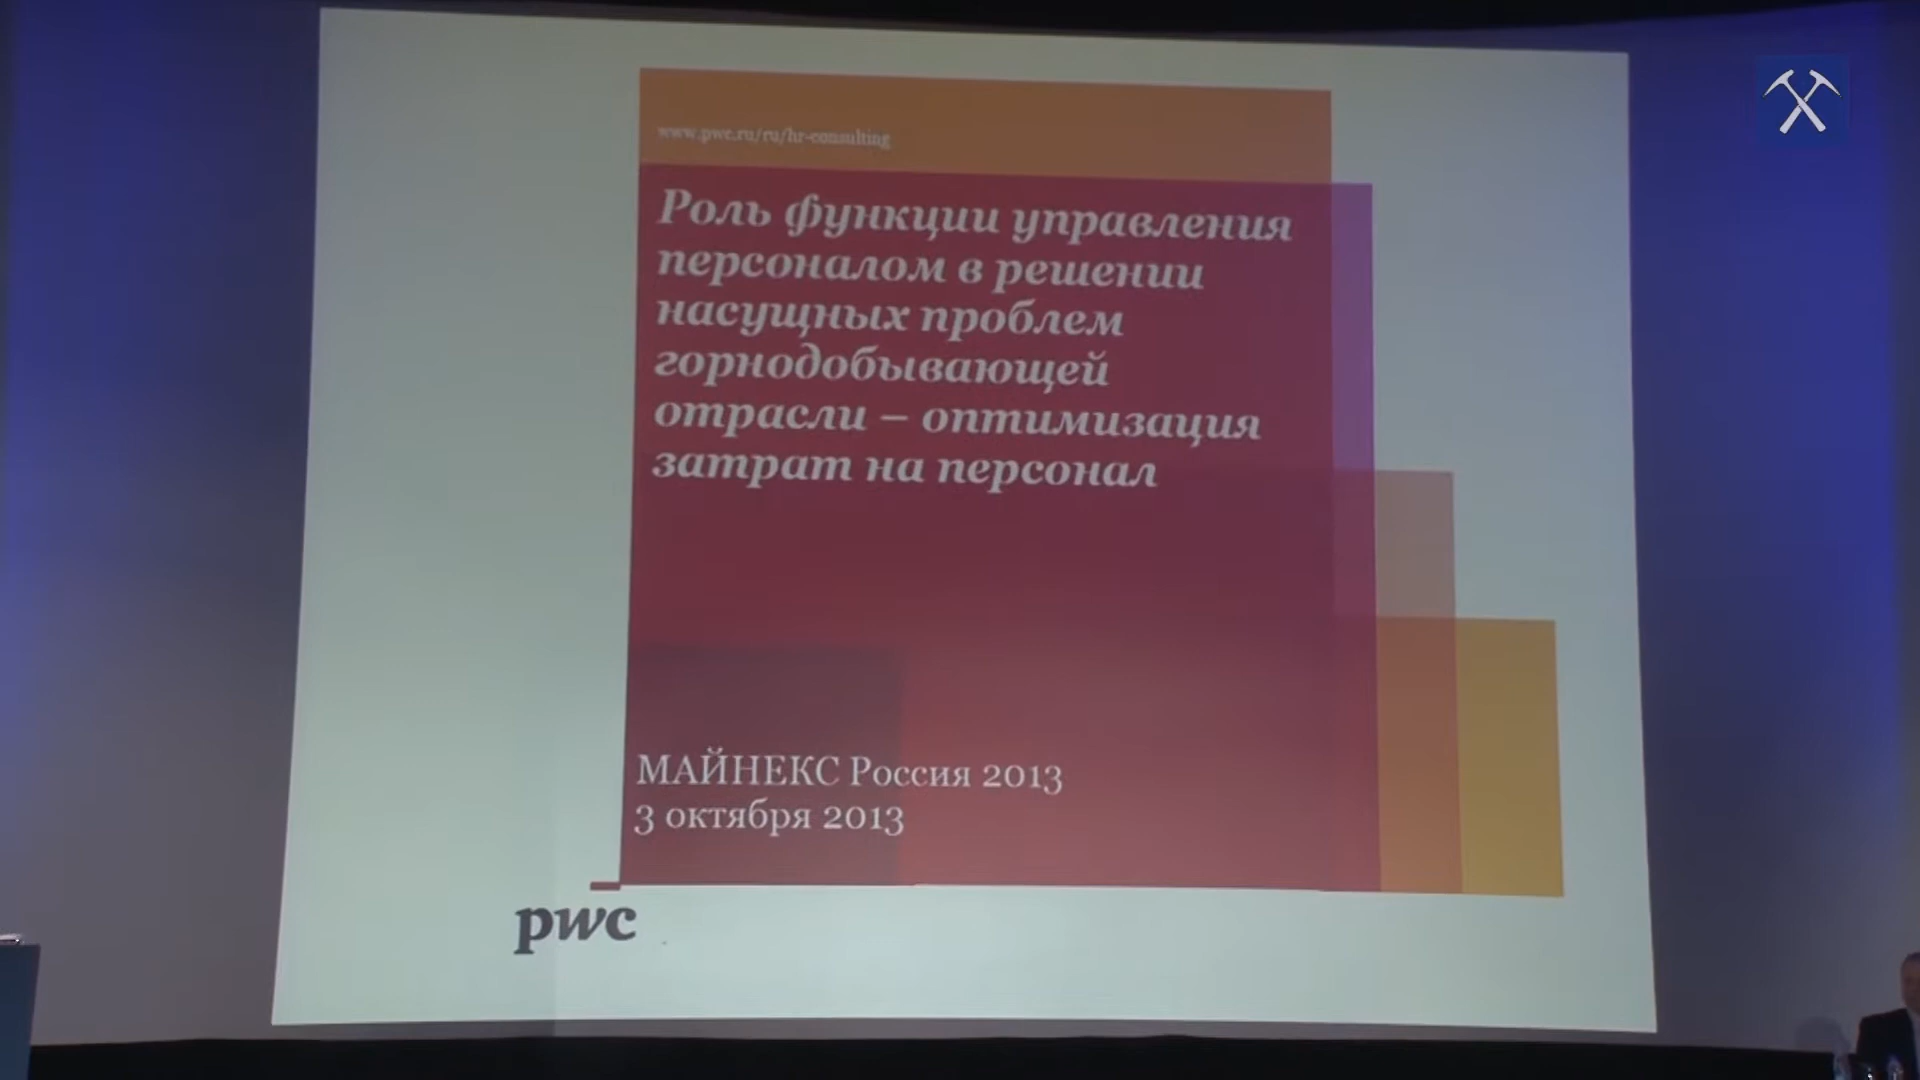 www.pwc.ru/ru/hr-consulting
Роль функции управления
персоналом в решении
насущных проблем
горнодобывающей
отрасли – оптимизация
затрат на персонал
МАЙНЕКС Россия 2013
3 октября 2013
pwc